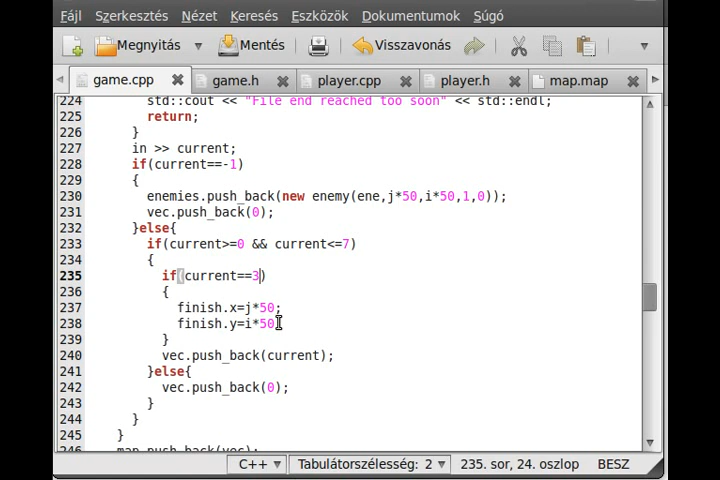 Fájl Szerkesztés Nézet Keresés Eszközök Dokumentumok Súgó
Megnyitás Mentés Visszavonás
game.cpp game.h player.cpp player.h map.map
224 std::cout << "File end reached too soon" << std::endl;
225 return;
226 }
227 in >> current;
228 if(current==-1)
229 {
230 enemies.push_back(new enemy(ene,j*50,i*50,1,0));
231 vec.push_back(0);
232 }else{
233 if(current>=0 && current<=7)
234 {
235 if(current==3)
236 {
237 finish.x=j*50;
238 finish.y=i*50
239 }
240 vec.push_back(current);
241 }else{
242 vec.push_back(0);
243 }
244 }
245 }
246 map.push_back(vec);
C++ Tabulátorszélesség: 2 235. sor, 24. oszlop BESZ